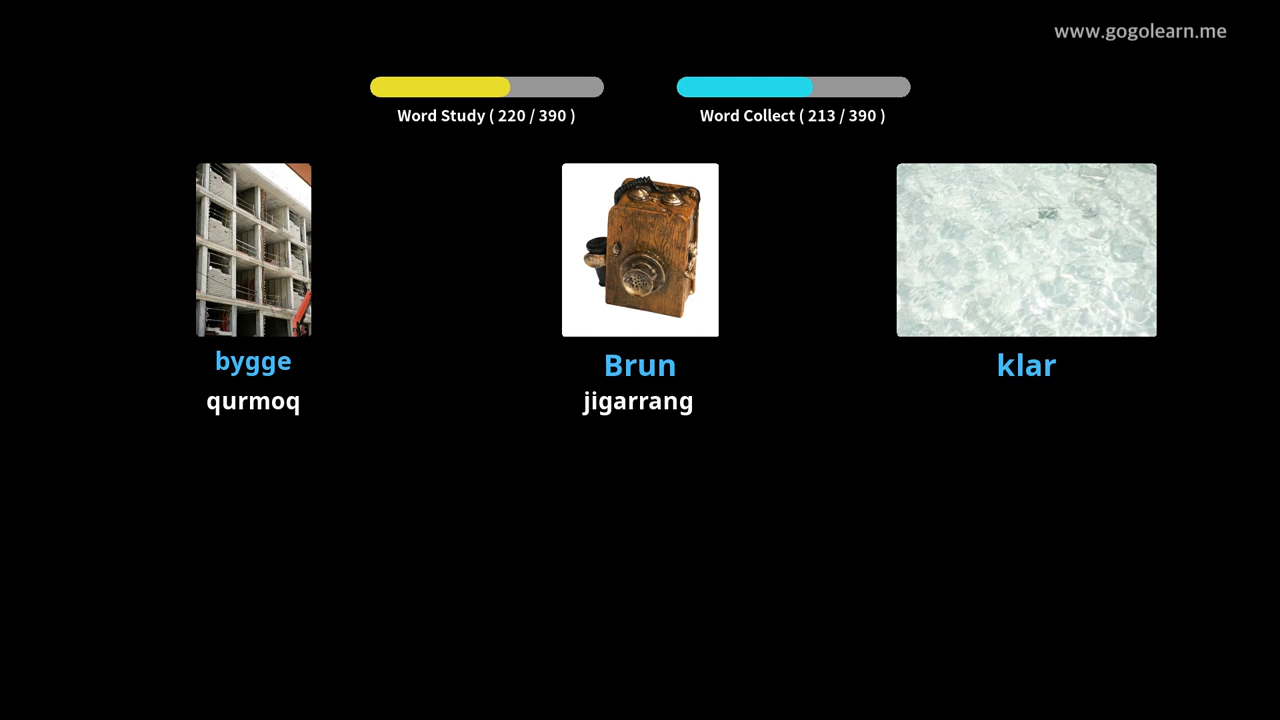 www.gogolearn.me
Word Study ( 220 / 390 )
Word Collect ( 213 / 390 )
bygge
Brun
klar
qurmoq
jigarrang